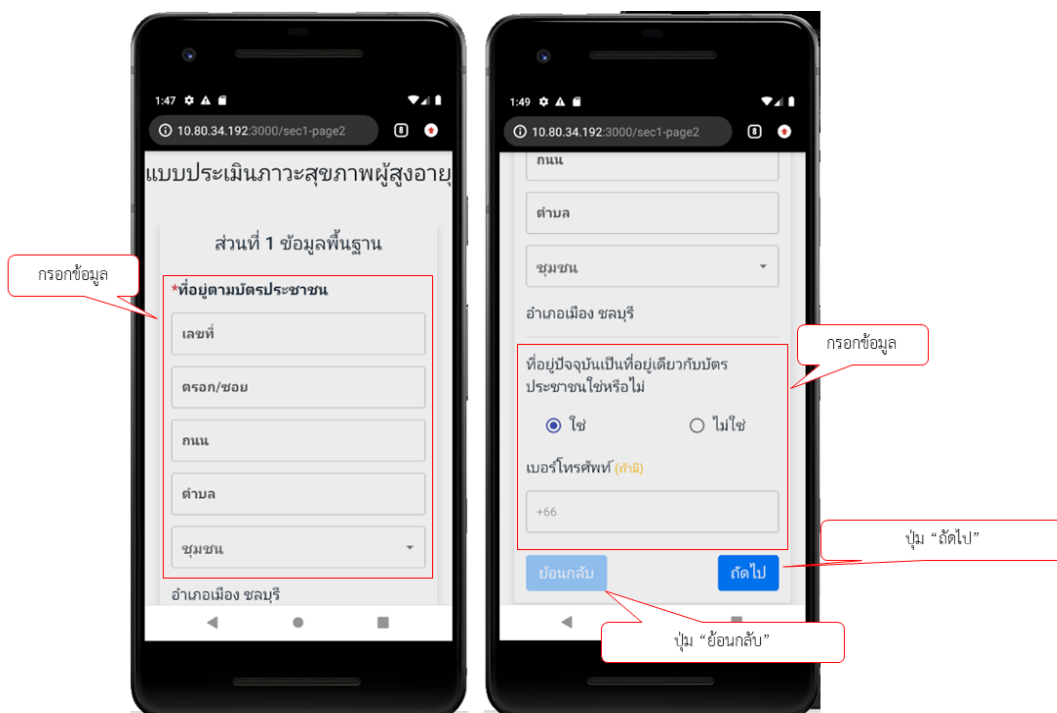 1:47
10.80.34.192:3000/sec1-page2
8
แบบประเมินภาวะสุขภาพผู้สูงอายุ
ส่วนที่ 1 ข้อมูลพื้นฐาน
กรอกข้อมูล
*ที่อยู่ตามบัตรประชาชน
เลขที่
ตรอก/ซอย
ถนน
ตำบล
ชุมชน
อำเภอเมือง ชลบุรี
1:49
10.80.34.192:3000/sec1-page2
8
ถนน
ตำบล
ชุมชน
อำเภอเมือง ชลบุรี
กรอกข้อมูล
ที่อยู่ปัจจุบันเป็นที่อยู่เดียวกับบัตร
ประชาชนใช่หรือไม่
ใช่ ไม่ใช่
เบอร์โทรศัพท์ (ถ้ามี)
+66
ย้อนกลับ ถัดไป
ปุ่ม “ถัดไป”
ปุ่ม “ย้อนกลับ”